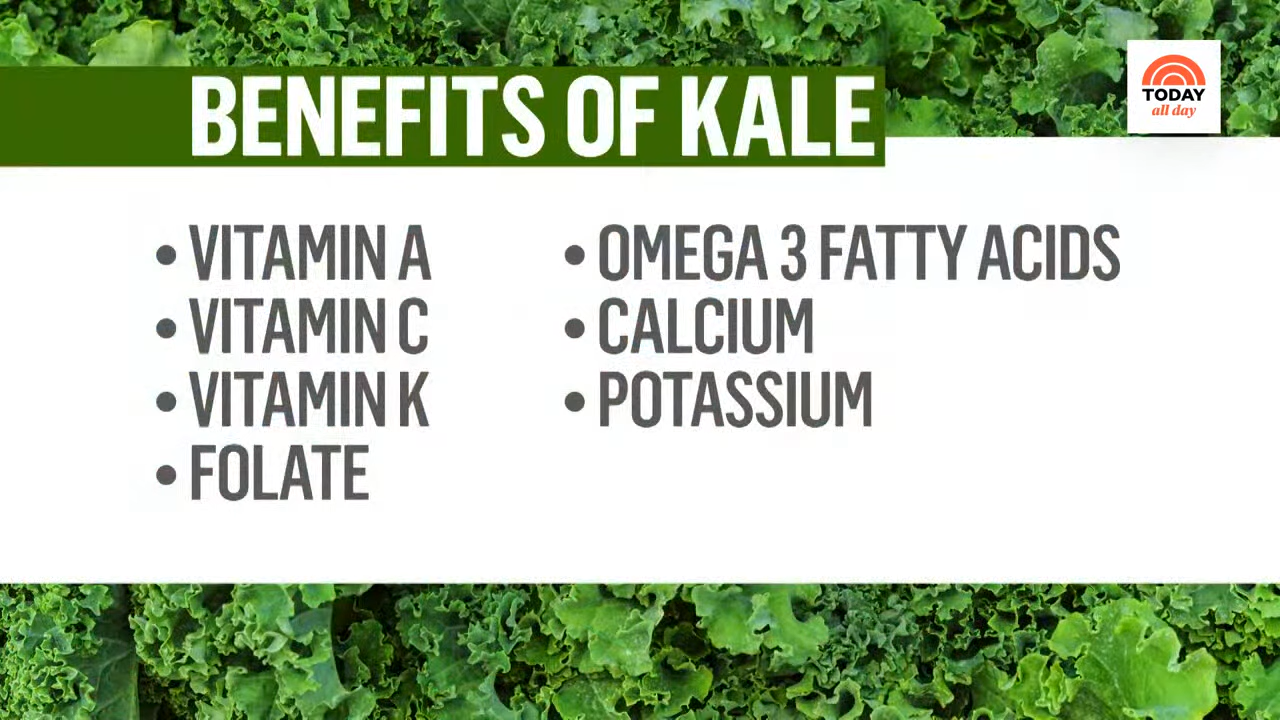 BENEFITS OF KALE
TODAY
all day
• VITAMIN A
• VITAMIN C
• VITAMIN K
• FOLATE
• OMEGA 3 FATTY ACIDS
• CALCIUM
• POTASSIUM